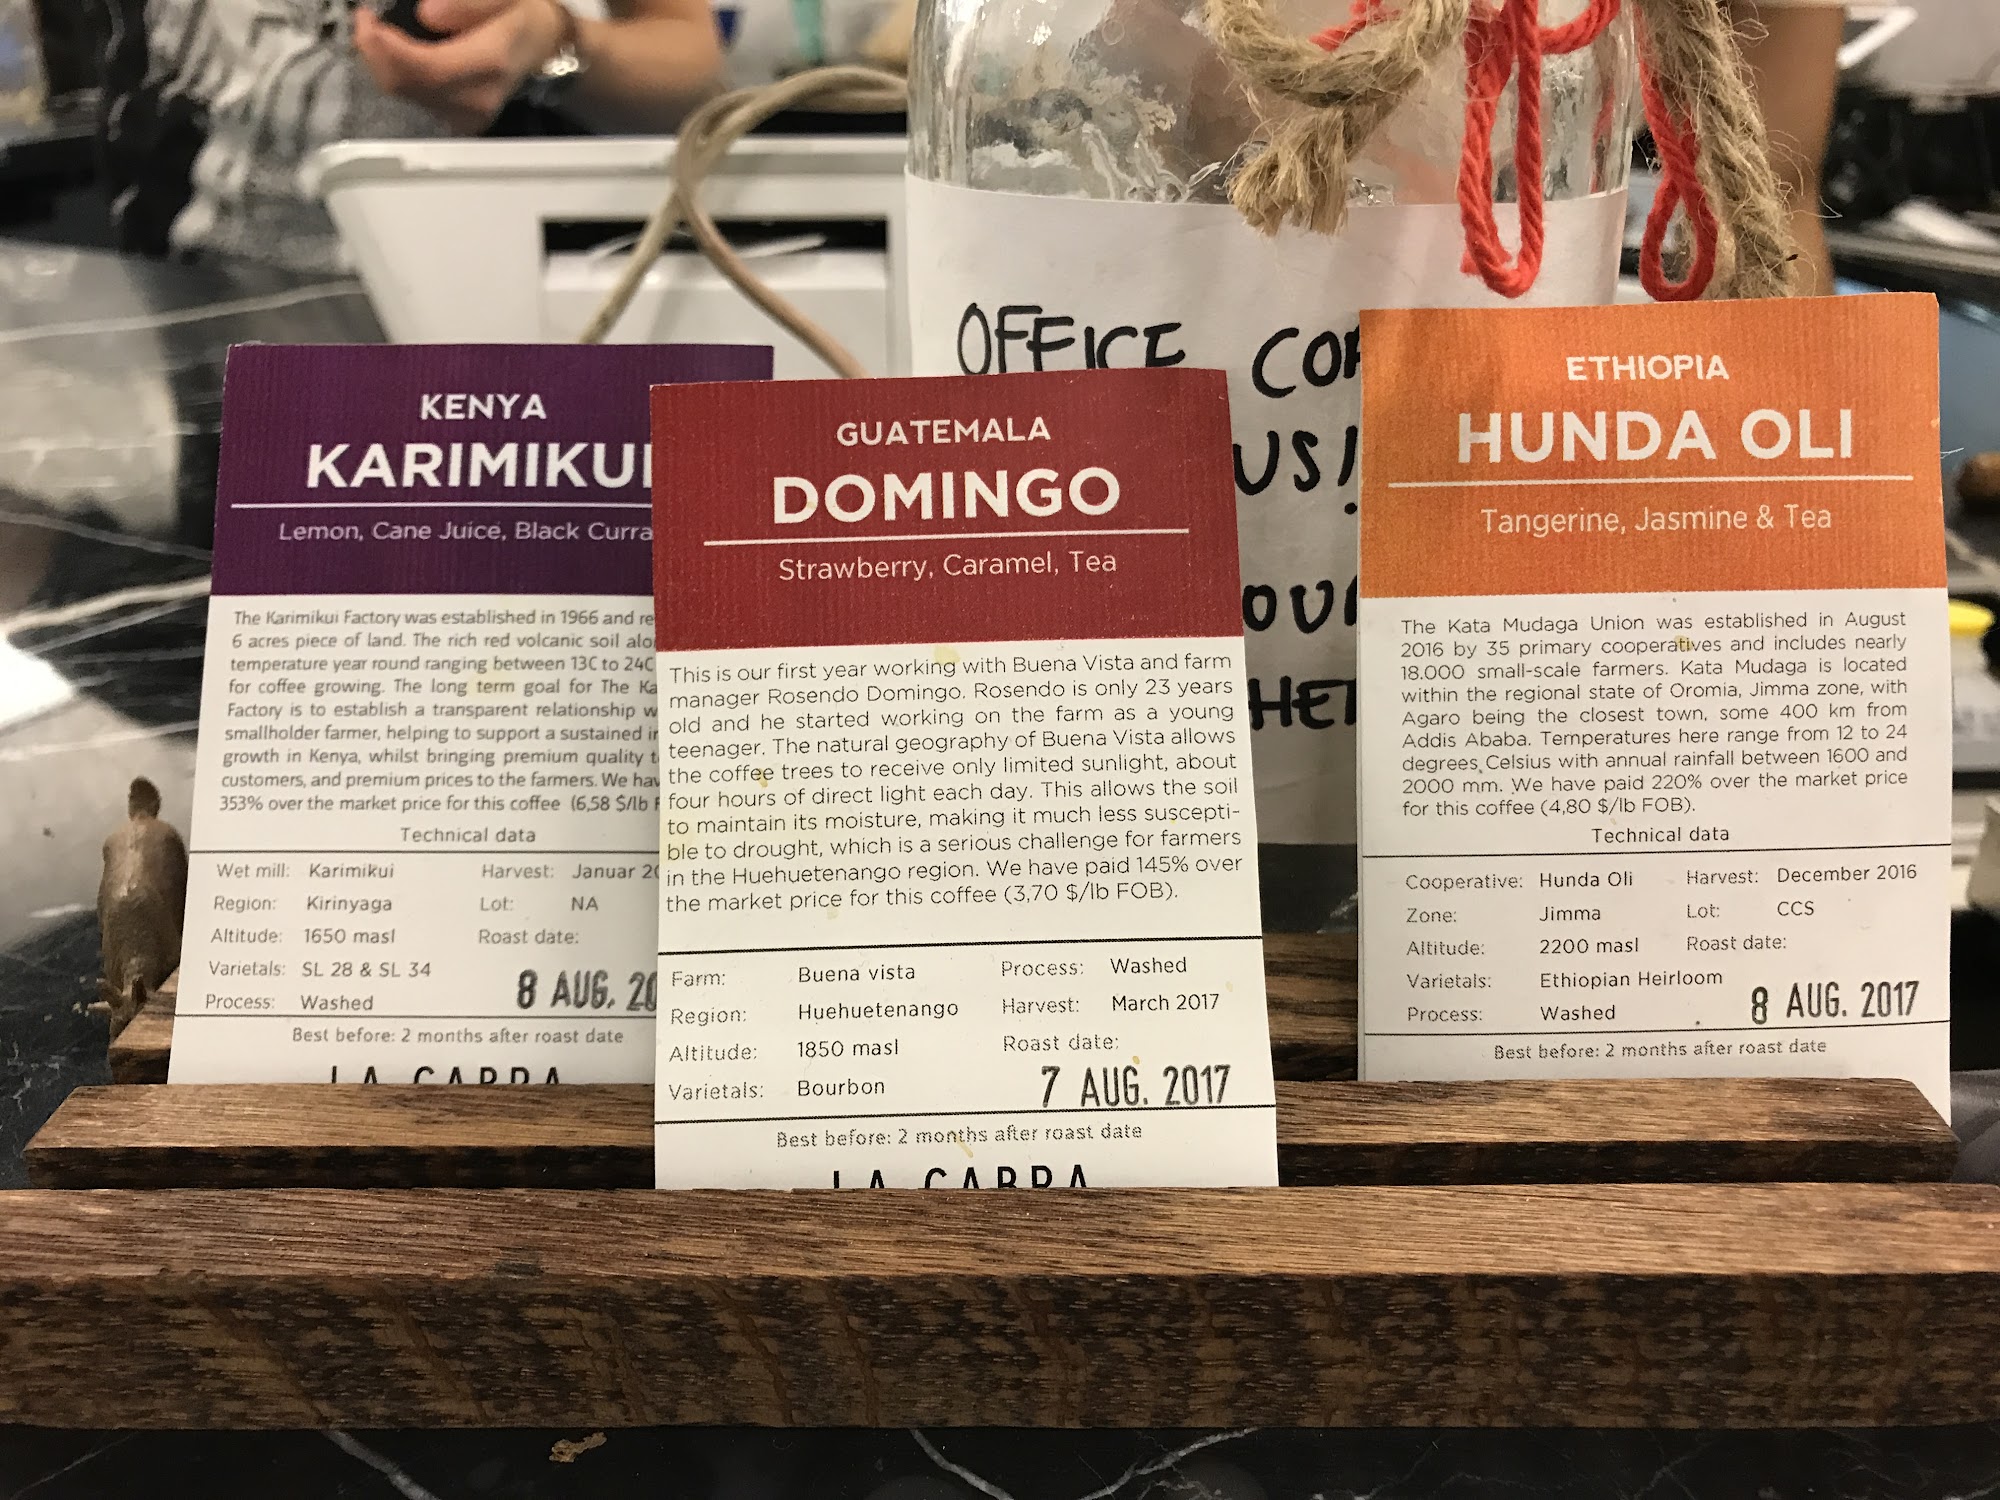 OFFICE
US!
KENYA
KARIMIKUI
Lemon, Cane Juice, Black
The Karimikui Factory was established in 1966 and
6 acres piece of land. The rich red volcanic soil
temperature year round ranging between 13C to 24C
for coffee growing. The long term goal for The
Factory is to establish a transparent relationship
smallholder farmer, helping to support a sustained
growth in Kenya, whilst bringing premium quality
customers, and premium prices to the farmers. We
353% over the market price for this coffee (6,58 $/lb
Technical data
Wet mill: Karimikui Harvest: Januar
Region: Kirinyaga Lot: NA
Altitude: 1650 masl Roast date:
Varietals: SL 28 & SL 34 8 AUG.
Process: Washed
Best before: 2 months after roast date
LA CABRA
GUATEMALA
DOMINGO
Strawberry, Caramel, Tea
This is our first year working with Buena Vista and farm
manager Rosendo Domingo. Rosendo is only 23 years
old and he started working on the farm as a young
teenager. The natural geography of Buena Vista allows
the coffee trees to receive only limited sunlight, about
four hours of direct light each day. This allows the soil
to maintain its moisture, making it much less suscepti-
ble to drought, which is a serious challenge for farmers
in the Huehuetenango region. We have paid 145% over
the market price for this coffee (3,70 $/lb FOB).
Farm: Buena vista Process: Washed
Region: Huehuetenango Harvest: March 2017
Altitude: 1850 masl Roast date:
Varietals: Bourbon 7 AUG. 2017
Best before: 2 months after roast date
LA CABRA
ETHIOPIA
HUNDA OLI
Tangerine, Jasmine & Tea
The Kata Mudaga Union was established in August
2016 by 35 primary cooperatives and includes nearly
18.000 small-scale farmers. Kata Mudaga is located
within the regional state of Oromia, Jimma zone, with
Agaro being the closest town, some 400 km from
Addis Ababa. Temperatures here range from 12 to 24
degrees Celsius with annual rainfall between 1600 and
2000 mm. We have paid 220% over the market price
for this coffee (4,80 $/lb FOB).
Technical data
Cooperative: Hunda Oli Harvest: December 2016
Zone: Jimma Lot: CCS
Altitude: 2200 masl Roast date:
Varietals: Ethiopian Heirloom
Process: Washed 8 AUG. 2017
Best before: 2 months after roast date